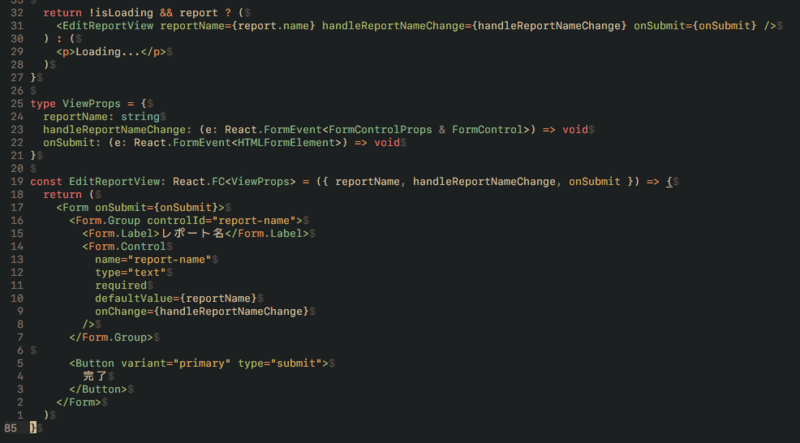 33 $
32   return !isLoading && report ? ($
31     <EditReportView reportName={report.name} handleReportNameChange={handleReportNameChange} onSubmit={onSubmit} />$
30   ) : ($
29     <p>Loading...</p>$
28   )$
27 }$
26 $
25 type ViewProps = {$
24   reportName: string$
23   handleReportNameChange: (e: React.FormEvent<FormControlProps & FormControl>) => void$
22   onSubmit: (e: React.FormEvent<HTMLFormElement>) => void$
21 }$
20 $
19 const EditReportView: React.FC<ViewProps> = ({ reportName, handleReportNameChange, onSubmit }) => {$
18   return ($
17     <Form onSubmit={onSubmit}>$
16       <Form.Group controlId="report-name">$
15         <Form.Label>レポート名</Form.Label>$
14         <Form.Control$
13           name="report-name"$
12           type="text"$
11           required$
10           defaultValue={reportName}$
9           onChange={handleReportNameChange}$
8         />$
7       </Form.Group>$
6 $
5       <Button variant="primary" type="submit">$
4         完了$
3       </Button>$
2     </Form>$
1   )$
85 }$